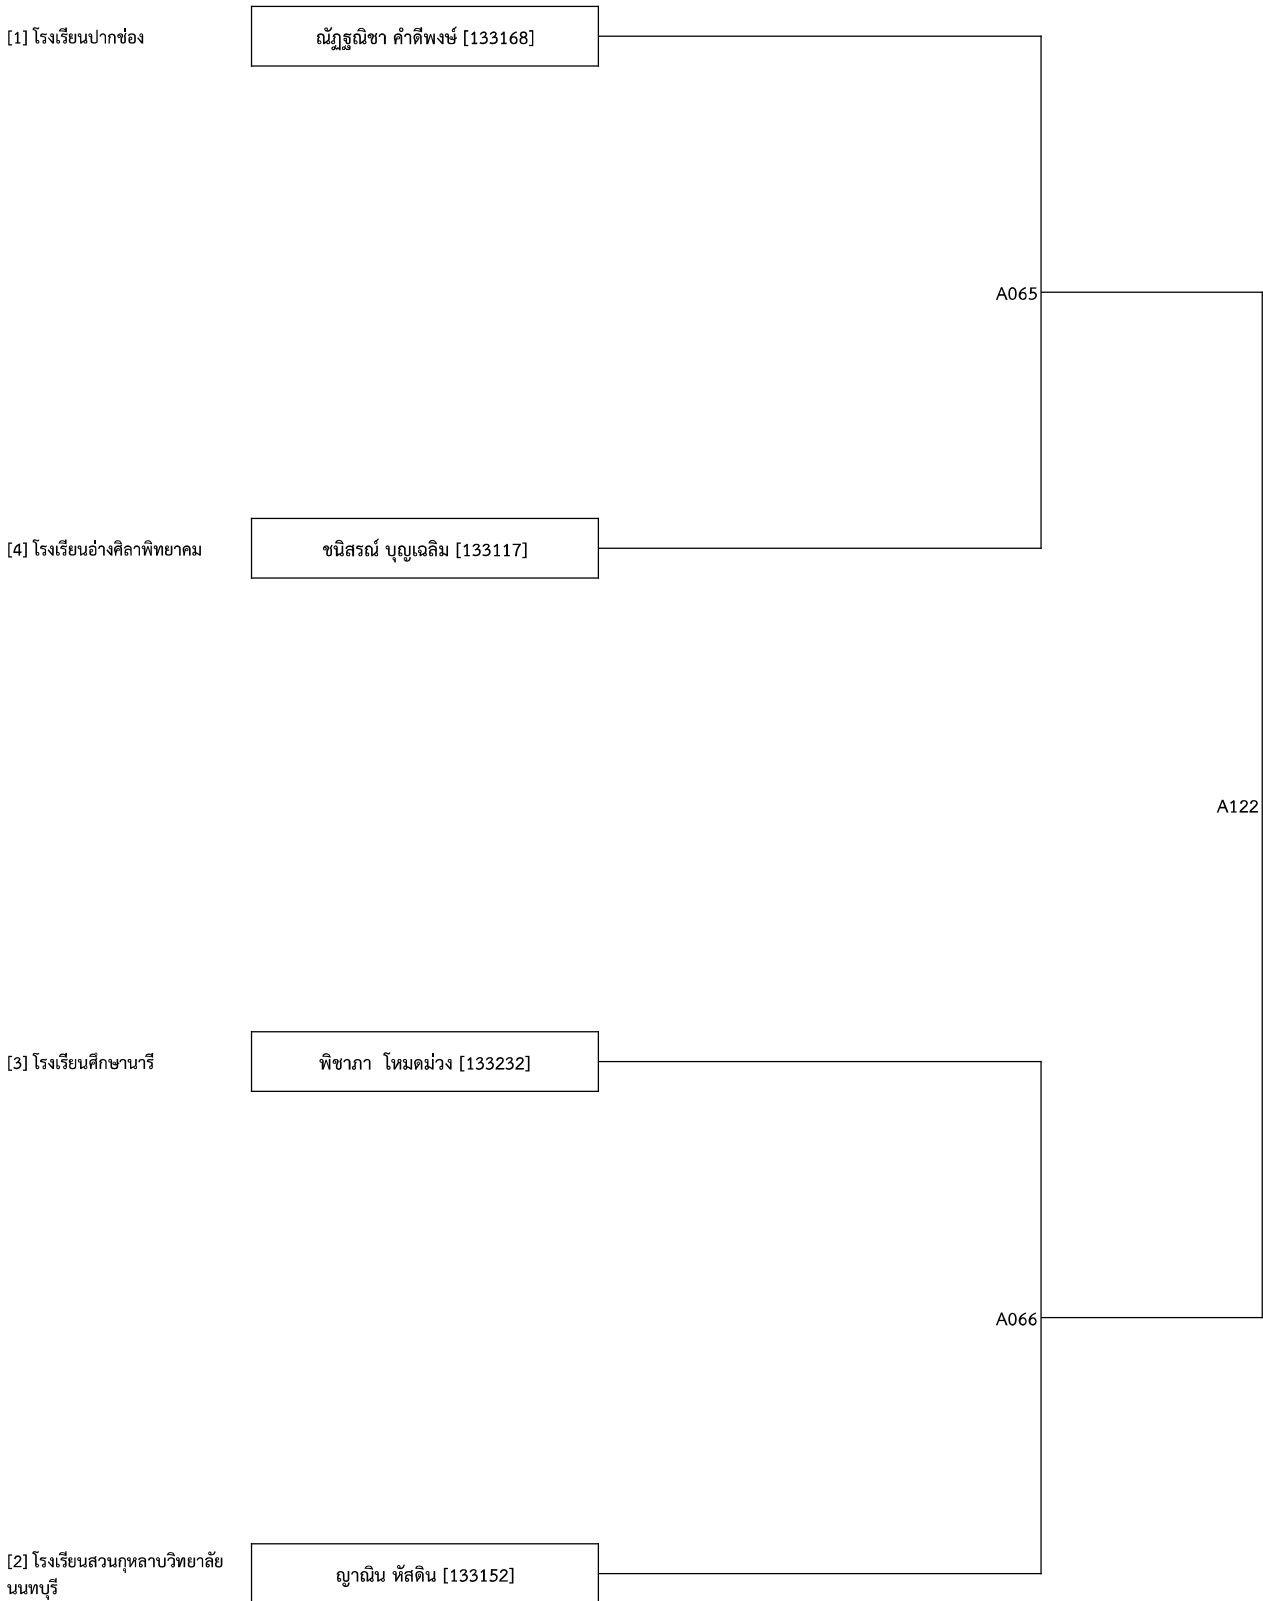 [1] โรงเรียนปากช่อง
ณัฏฐณิชา คำดีพงษ์ [133168]
A065
[4] โรงเรียนอ่างศิลาพิทยาคม
ชนิสรณ์ บุญเฉลิม [133117]
A122
[3] โรงเรียนศึกษานารี
พิชาภา  โหมดม่วง [133232]
A066
[2] โรงเรียนสวนกุหลาบวิทยาลัย
นนทบุรี
ญาณิน หัสดิน [133152]